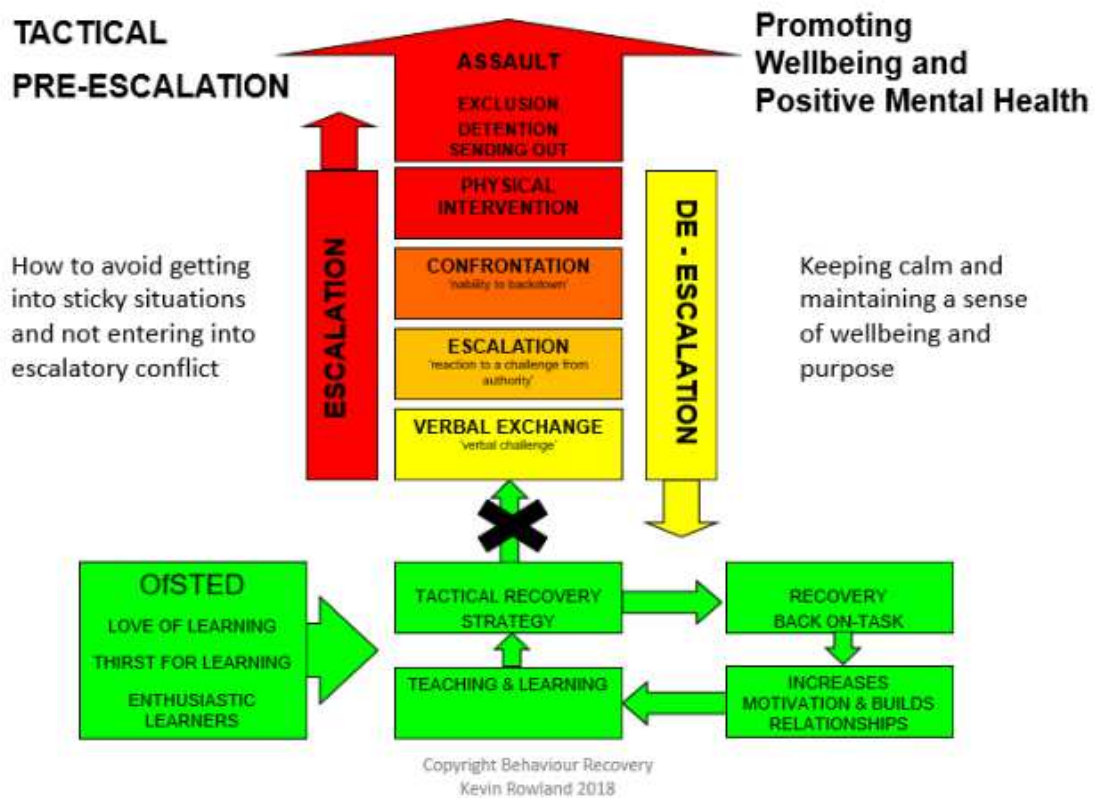 TACTICAL
PRE-ESCALATION
Promoting
Wellbeing and
Positive Mental Health
ASSAULT
EXCLUSION
DETENTION
SENDING OUT
PHYSICAL
INTERVENTION
CONFRONTATION
'nability to backdown'
ESCALATION
'reaction to a challenge from
authority'
VERBAL EXCHANGE
'verbal challenge'
ESCALATION
DE - ESCALATION
How to avoid getting
into sticky situations
and not entering into
escalatory conflict
Keeping calm and
maintaining a sense
of wellbeing and
purpose
OfSTED
LOVE OF LEARNING
THIRST FOR LEARNING
ENTHUSIASTIC
LEARNERS
TACTICAL RECOVERY
STRATEGY
RECOVERY
BACK ON-TASK
TEACHING & LEARNING
INCREASES
MOTIVATION & BUILDS
RELATIONSHIPS
Copyright Behaviour Recovery
Kevin Rowland 2018